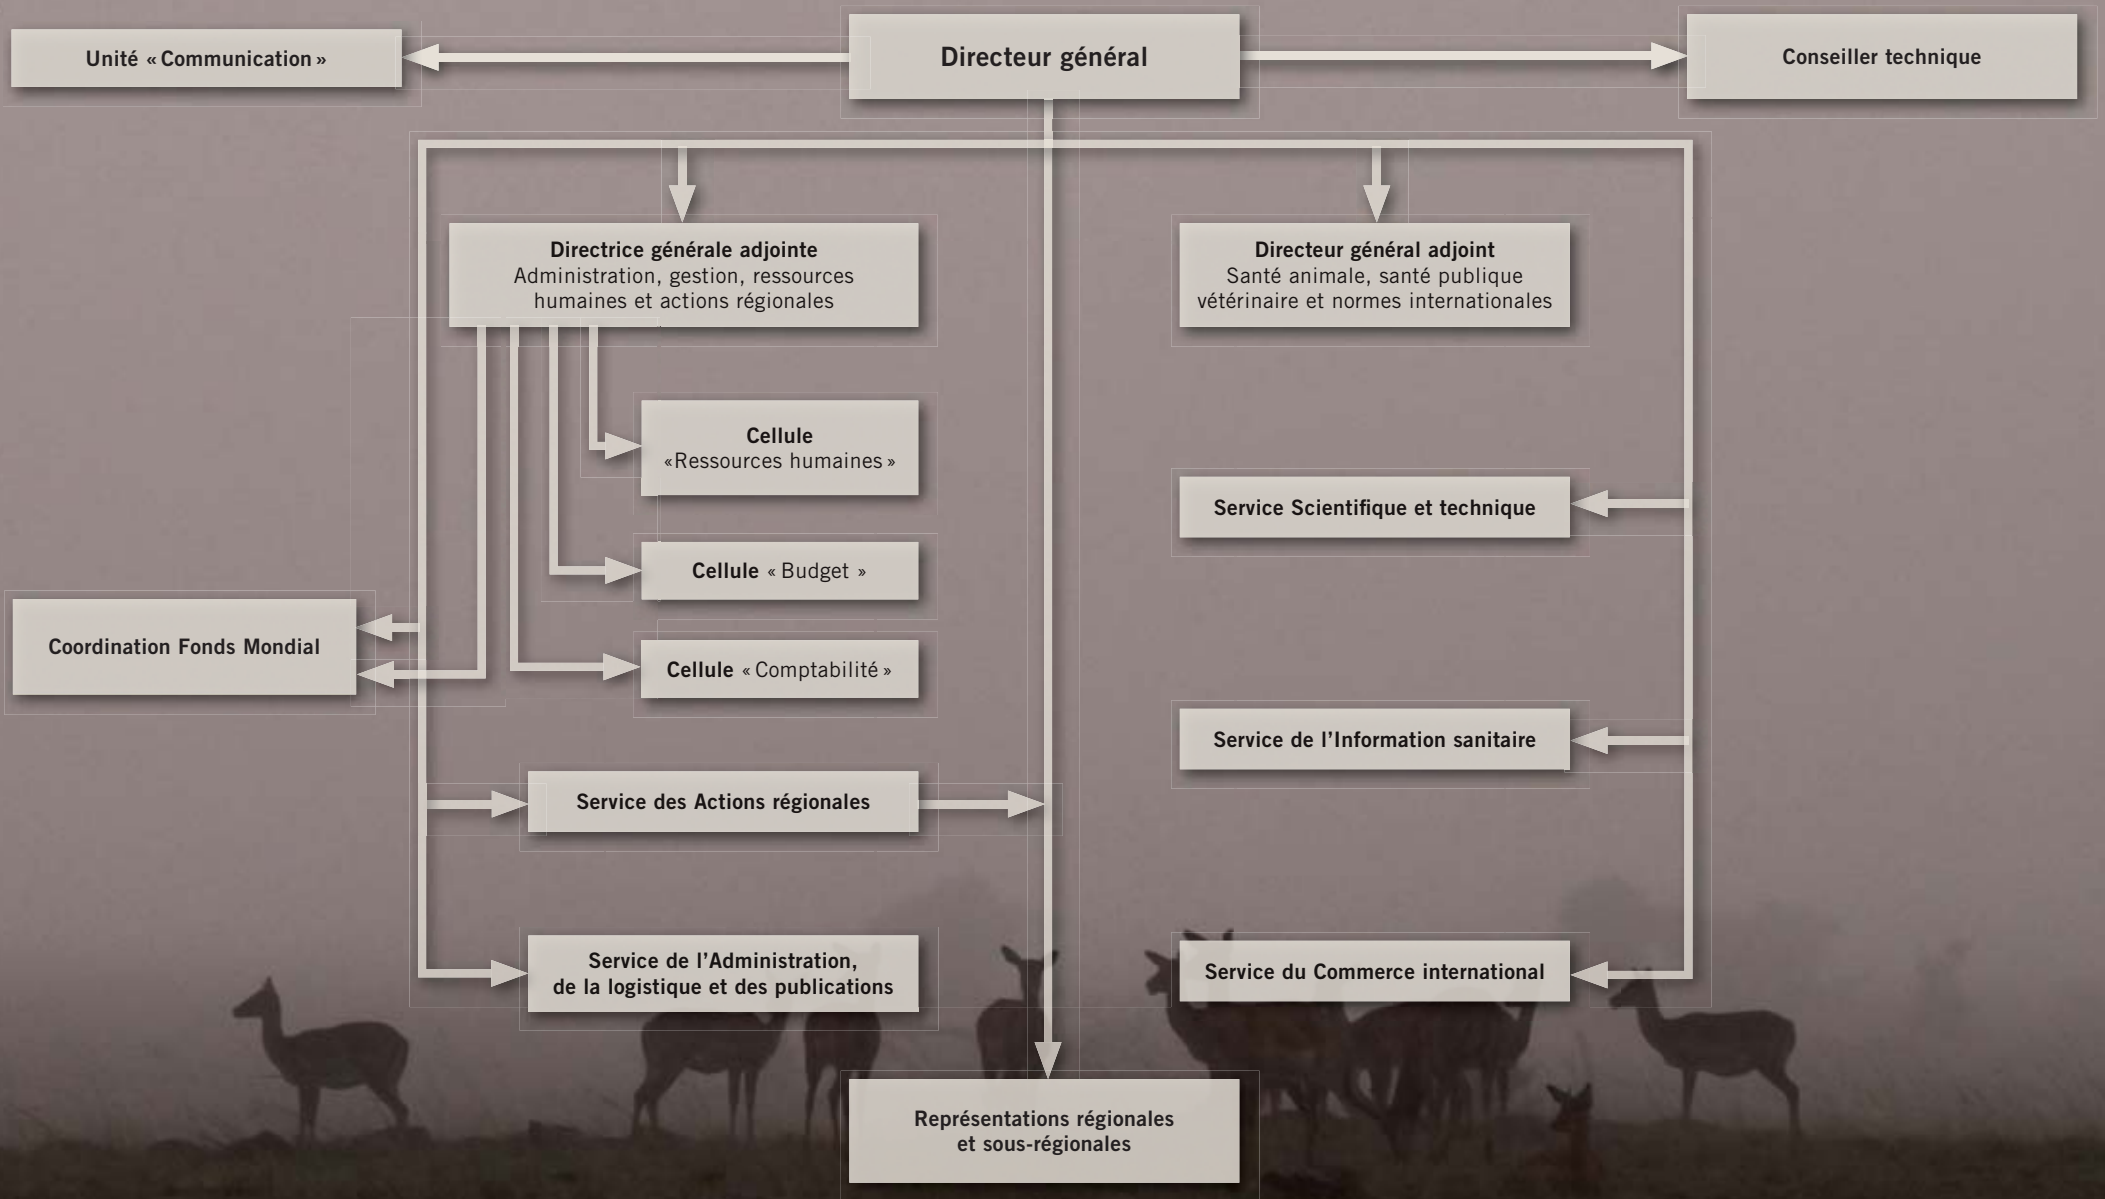 Unité « Communication »
Directeur général
Conseiller technique
Directrice générale adjointe
Administration, gestion, ressources
humaines et actions régionales
Directeur général adjoint
Santé animale, santé publique
vétérinaire et normes internationales
Cellule
«Ressources humaines »
Service Scientifique et technique
Cellule « Budget »
Coordination Fonds Mondial
Cellule « Comptabilité »
Service de l’Information sanitaire
Service des Actions régionales
Service de l’Administration,
de la logistique et des publications
Service du Commerce international
Représentations régionales
et sous-régionales